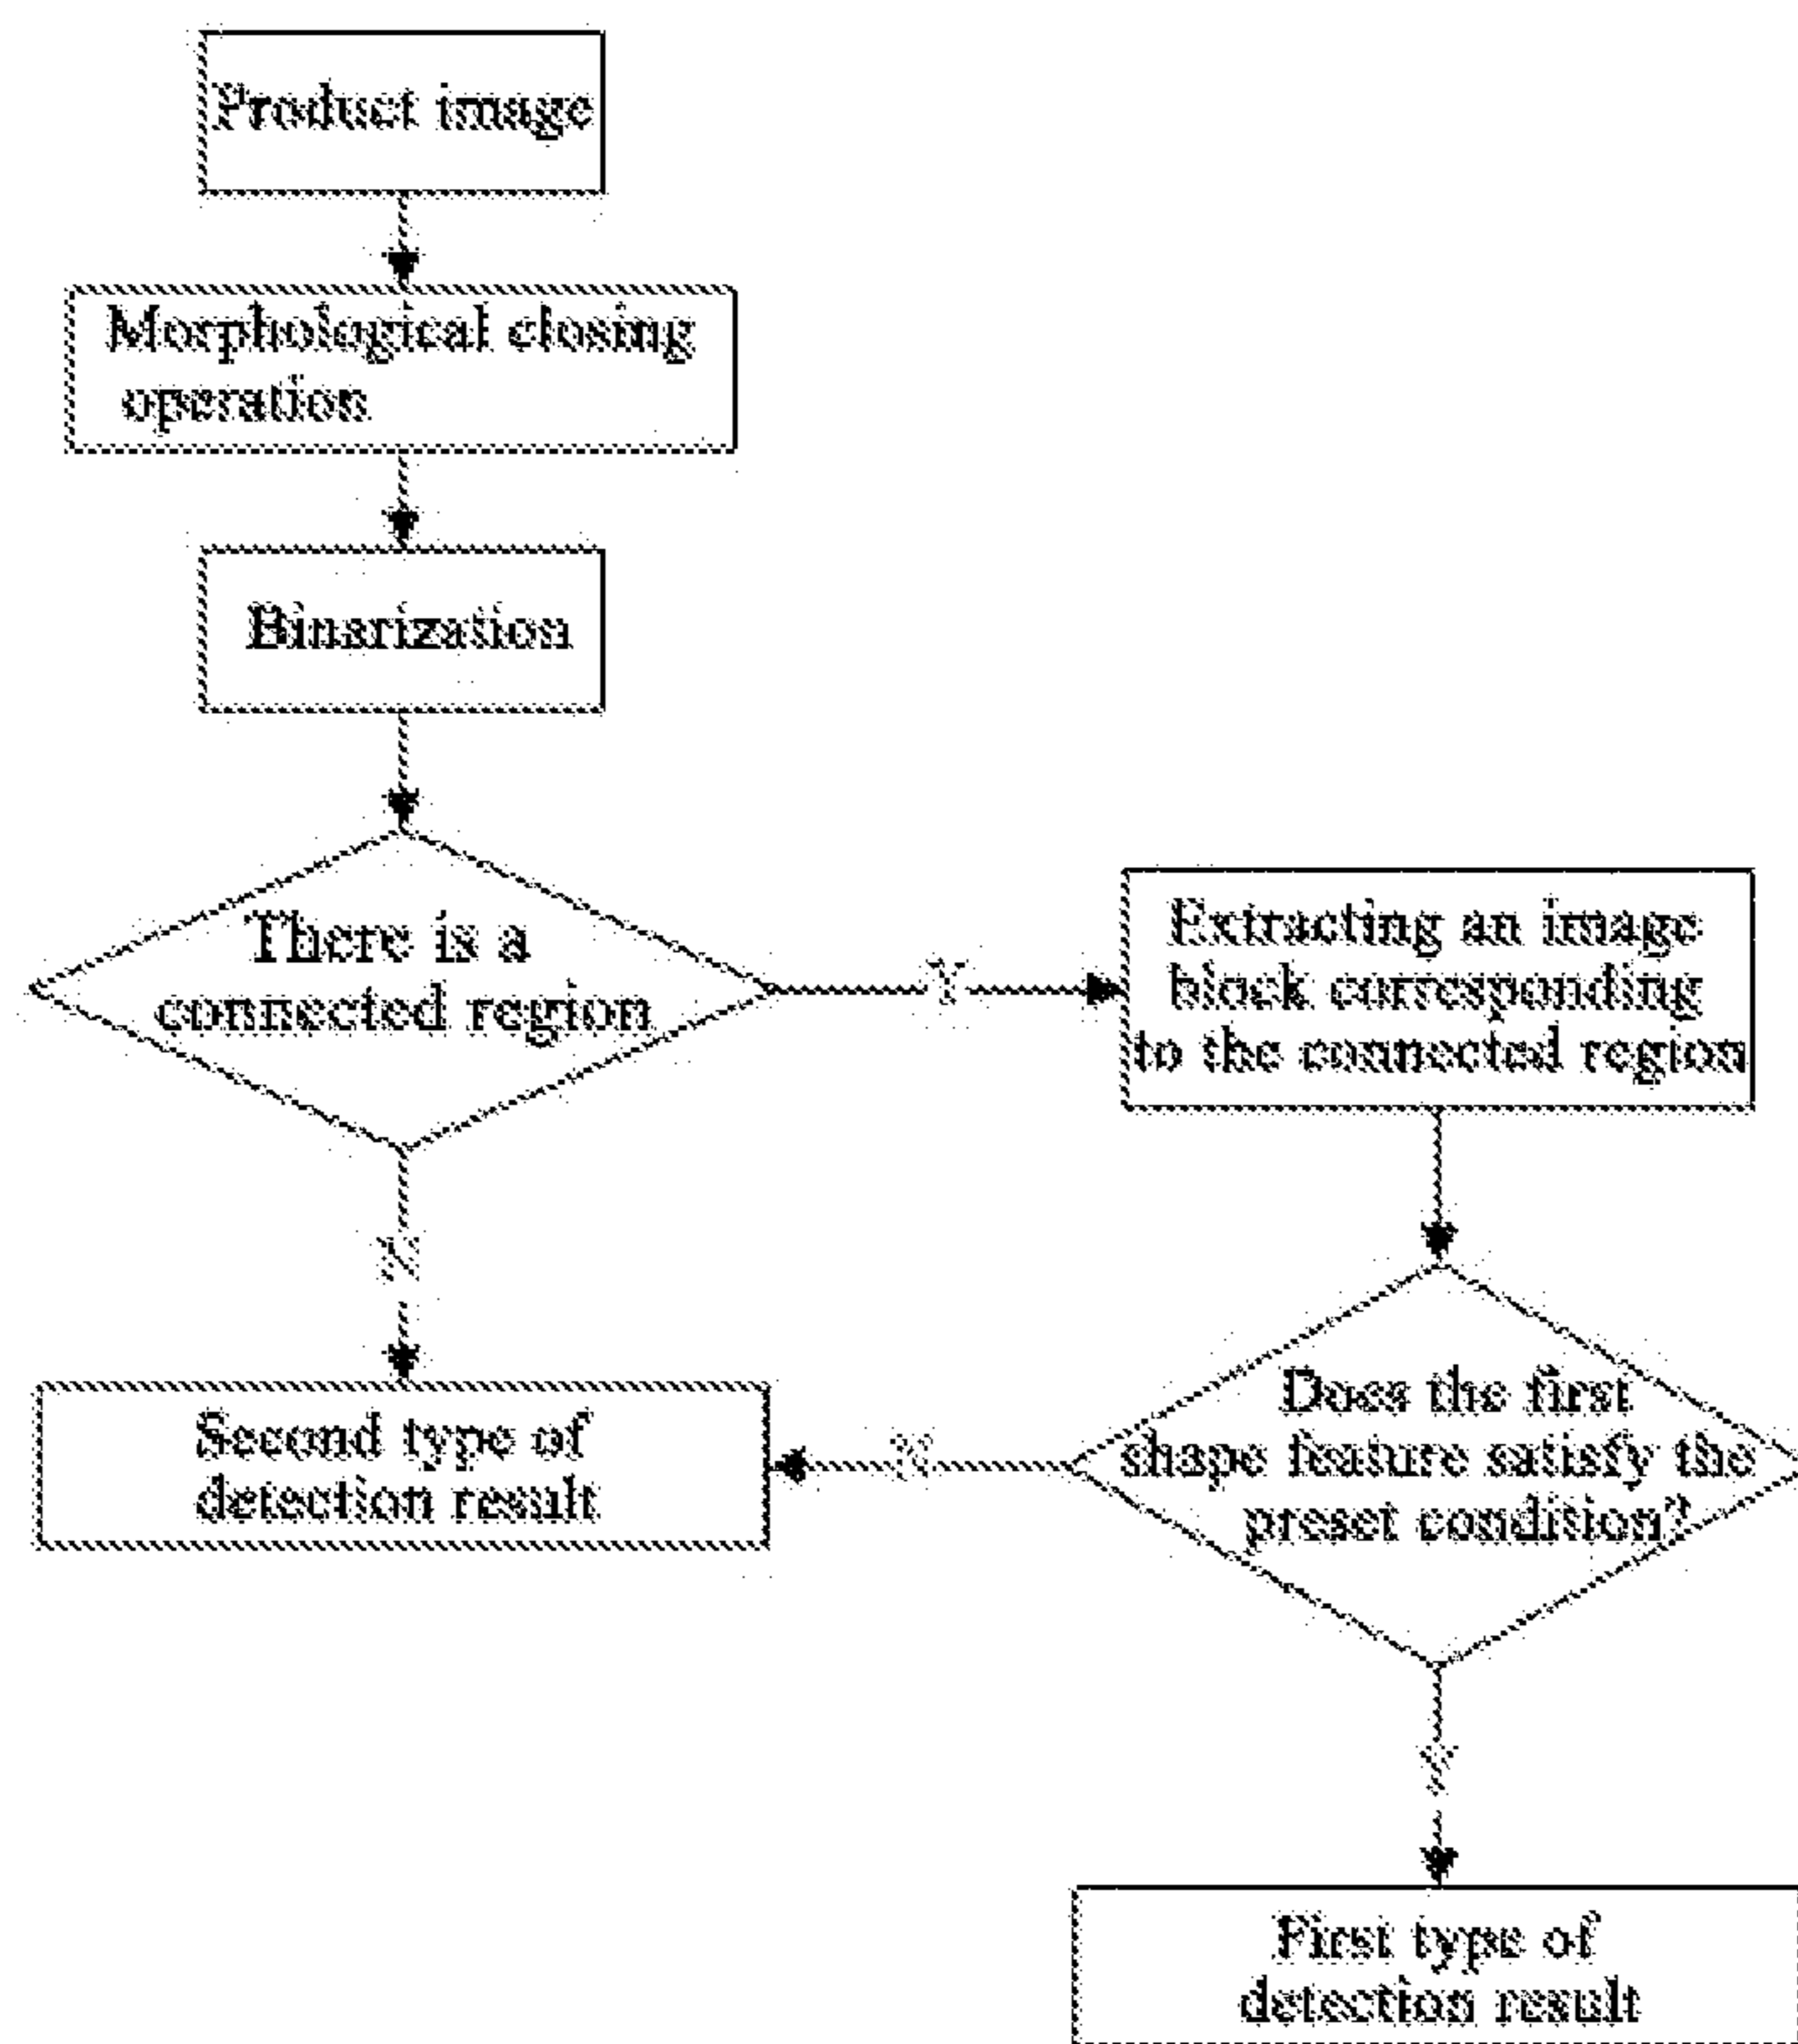 Product image
Morphological closing
operation
Binarization
There is a
connected region
Y
Extracting an image
block corresponding
to the connected region
N
Does the first
shape feature satisfy the
preset condition?
N
Second type of
detection result
Y
First type of
detection result